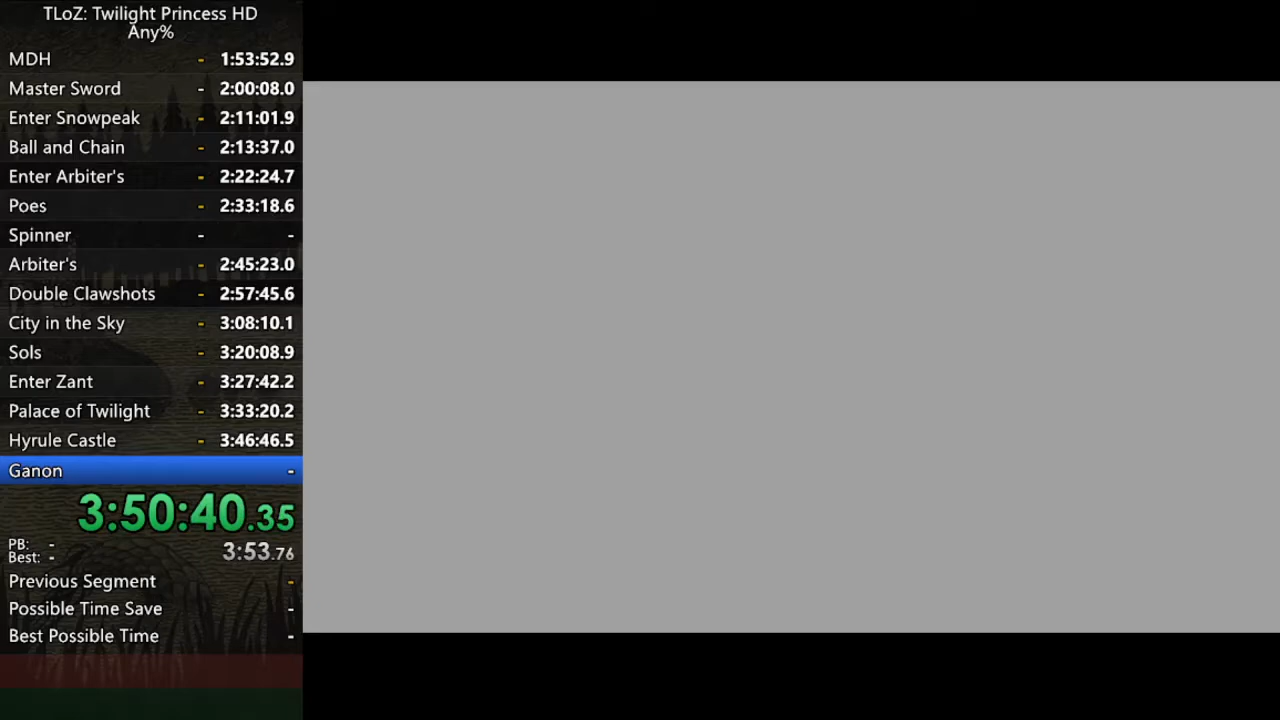 TLoZ: Twilight Princess HD
Any%
MDH - 1:53:52.9
Master Sword - 2:00:08.0
Enter Snowpeak - 2:11:01.9
Ball and Chain - 2:13:37.0
Enter Arbiter's - 2:22:24.7
Poes - 2:33:18.6
Spinner - -
Arbiter's - 2:45:23.0
Double Clawshots - 2:57:45.6
City in the Sky - 3:08:10.1
Sols - 3:20:08.9
Enter Zant - 3:27:42.2
Palace of Twilight - 3:33:20.2
Hyrule Castle - 3:46:46.5
Ganon -
3:50:40.35
PB: - 3:53.76
Best: -
Previous Segment -
Possible Time Save -
Best Possible Time -